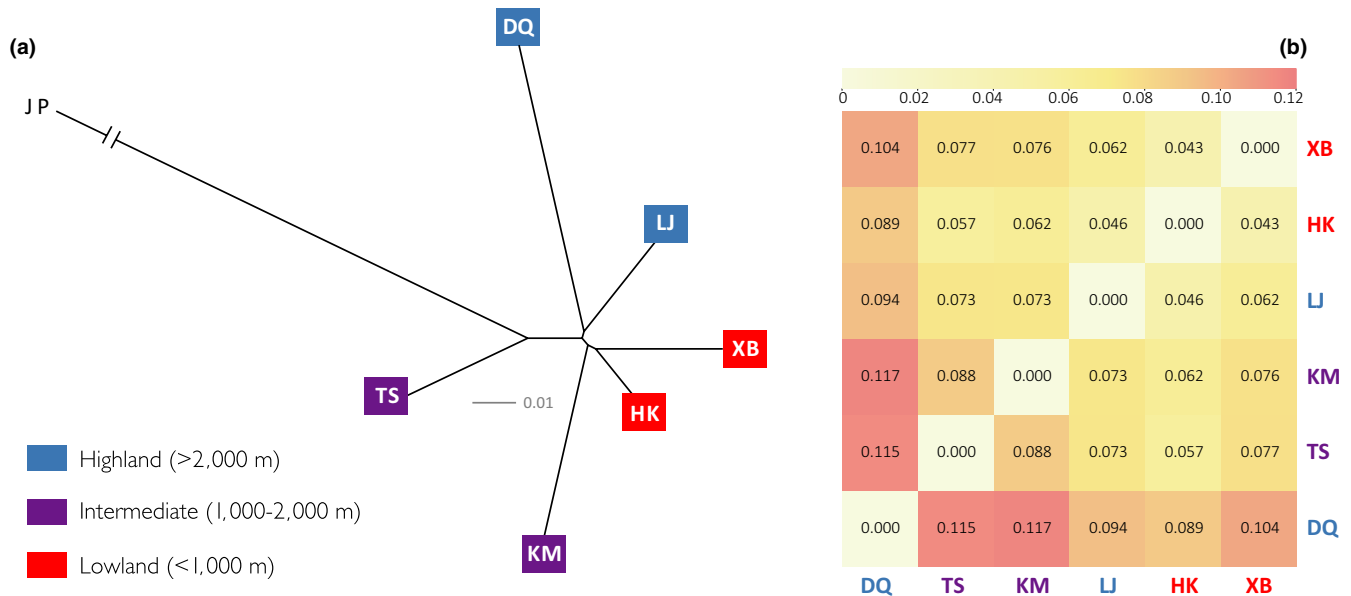 (a)
DQ
J P
LJ
XB
TS
0.01
HK
KM
Highland (>2,000 m)
Intermediate (1,000-2,000 m)
Lowland (<1,000 m)
(b)
0 0.02 0.04 0.06 0.08 0.10 0.12
0.104 0.077 0.076 0.062 0.043 0.000 XB
0.089 0.057 0.062 0.046 0.000 0.043 HK
0.094 0.073 0.073 0.000 0.046 0.062 LJ
0.117 0.088 0.000 0.073 0.062 0.076 KM
0.115 0.000 0.088 0.073 0.057 0.077 TS
0.000 0.115 0.117 0.094 0.089 0.104 DQ
DQ TS KM LJ HK XB